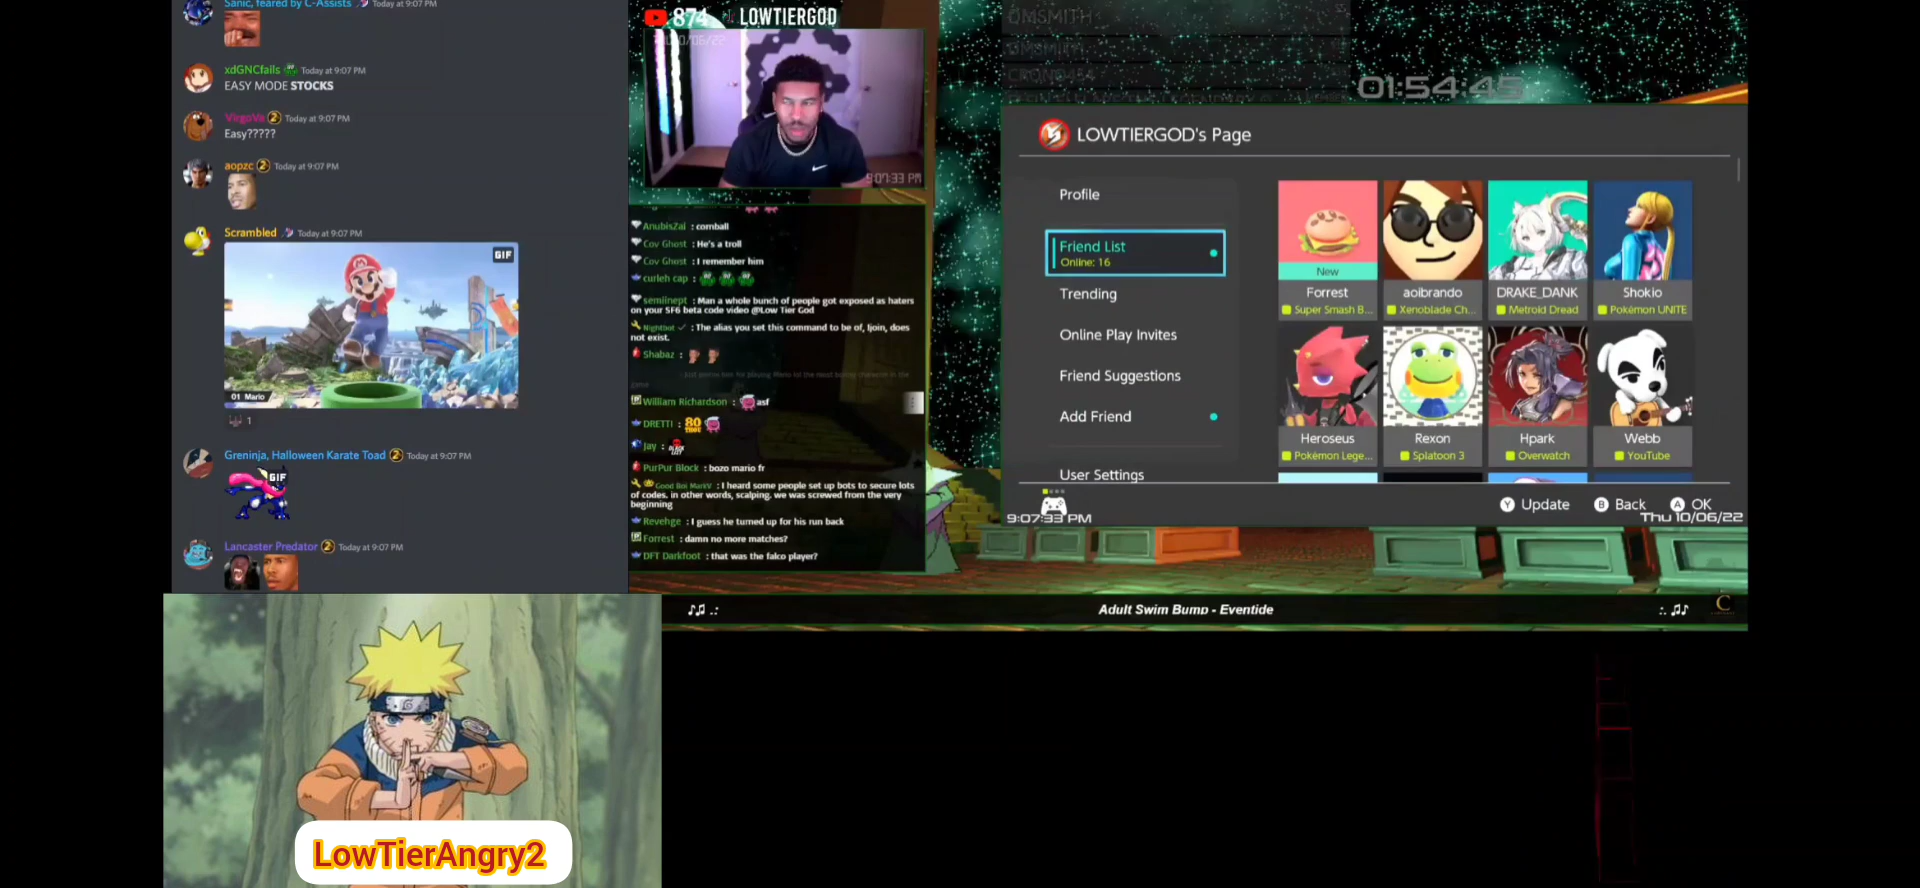 Sanic, feared by C-Assists Today at 9:07 PM
xdGNCfails Today at 9:07 PM
EASY MODE STOCKS
VirgoVe 2 Today at 9:07 PM
Easy?????
aopzc 2 Today at 9:07 PM
Scrambled Today at 9:07 PM
GIF
01 Mario
1
Greninja, Halloween Karate Toad 2 Today at 9:07 PM
GIF
Lancaster Predator 2 Today at 9:07 PM
LowTierAngry2
874 LOWTIERGOD
9:07:33 PM
AnubisZai : cornball
Cov Ghost : He's a troll
Cov Ghost : I remember him
curleh cap :
semiinept : Man a whole bunch of people got exposed as haters
on your SF6 beta code video @Low Tier God
Nightbot ✓ : The alias you set this command to be of, !join, does
not exist.
Shabaz :
William Richardson : asf
DRETTI : 80
Jay :
PurPur Block : bozo mario fr
Good Boi MarkV : I heard some people set up bots to secure lots
of codes. in other words, scalping. we was screwed from the very
beginning
Revehge : I guess he turned up for his run back
Forrest : damn no more matches?
DFT Darkfoot : that was the falco player?
DMSMITH
DMSMITH
CRONO454
01:54:45
LOWTIERGOD's Page
Profile
Friend List
Online: 16
Trending
Online Play Invites
Friend Suggestions
Add Friend
User Settings
New
Forrest aoibrando DRAKE_DANK Shokio
Super Smash B... Xenoblade Ch... Metroid Dread Pokémon UNITE
Heroseus Rexon Hpark Webb
Pokémon Lege... Splatoon 3 Overwatch YouTube
Y Update B Back A OK
9:07:33 PM Thu 10/06/22
♪♫ .: Adult Swim Bump - Eventide :. ♫♪